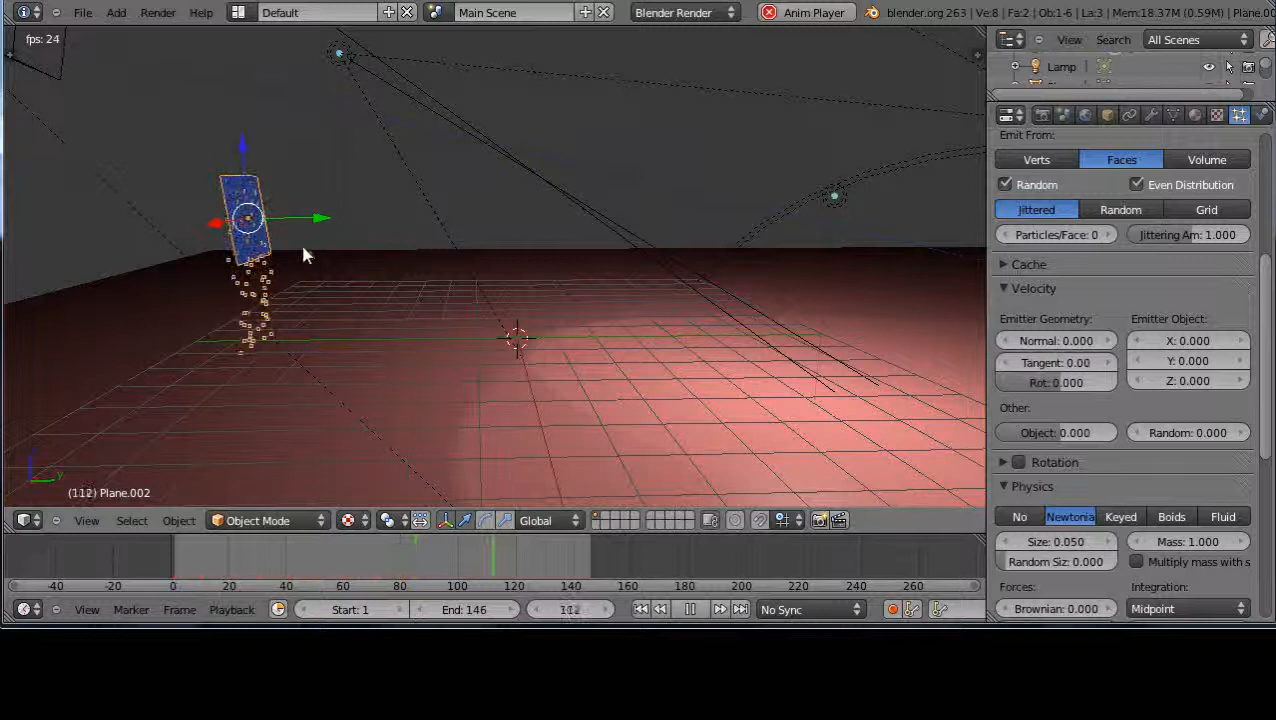 File Add Render Help Default Main Scene Blender Render Anim Player blender.org 263 | Ve:8 | Fa:2 | Ob:1-6 | La:3 | Mem:18.37M (0.59M) | Plane.00
fps: 24
View Search All Scenes
Lamp
Emit From:
Verts Faces Volume
Random Even Distribution
Jittered Random Grid
Particles/Face: 0 Jittering Am: 1.000
Cache
Velocity
Emitter Geometry: Emitter Object:
Normal: 0.000 X: 0.000
Tangent: 0.00 Y: 0.000
Rot: 0.000 Z: 0.000
Other:
Object: 0.000 Random: 0.000
Rotation
Physics
No Newtonia Keyed Boids Fluid
Size: 0.050 Mass: 1.000
Random Siz: 0.000 Multiply mass with s
Forces: Integration:
Brownian: 0.000 Midpoint
z
y
(112) Plane.002
View Select Object Object Mode Global
-40 -20 0 20 40 60 80 100 120 140 160 180 200 220 240 260
View Marker Frame Playback Start: 1 End: 146 112 No Sync